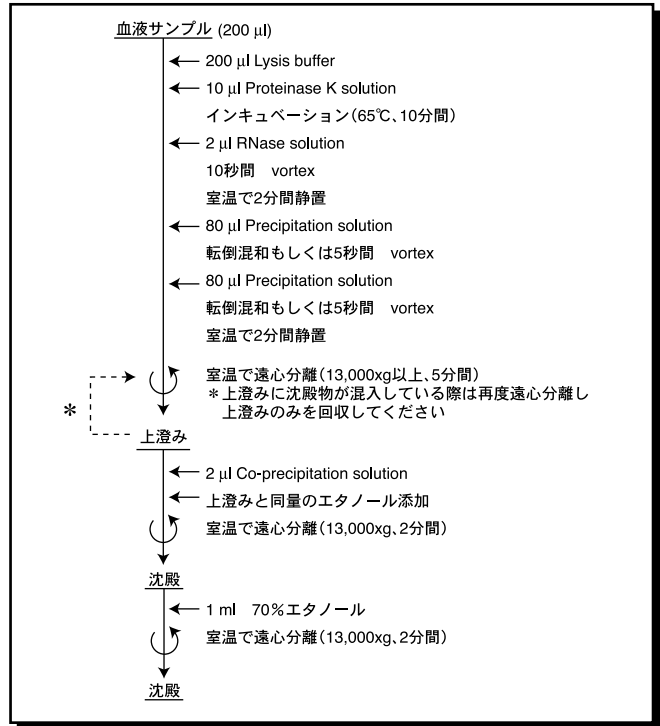 血液サンプル (200 µl)
200 µl Lysis buffer
10 µl Proteinase K solution
インキュベーション(65℃、10分間)
2 µl RNase solution
10秒間　vortex
室温で2分間静置
80 µl Precipitation solution
転倒混和もしくは5秒間　vortex
80 µl Precipitation solution
転倒混和もしくは5秒間　vortex
室温で2分間静置
室温で遠心分離(13,000xg以上、5分間)
＊上澄みに沈殿物が混入している際は再度遠心分離し
上澄みのみを回収してください
＊
上澄み
2 µl Co-precipitation solution
上澄みと同量のエタノール添加
室温で遠心分離(13,000xg、2分間)
沈殿
1 ml　70％エタノール
室温で遠心分離(13,000xg、2分間)
沈殿